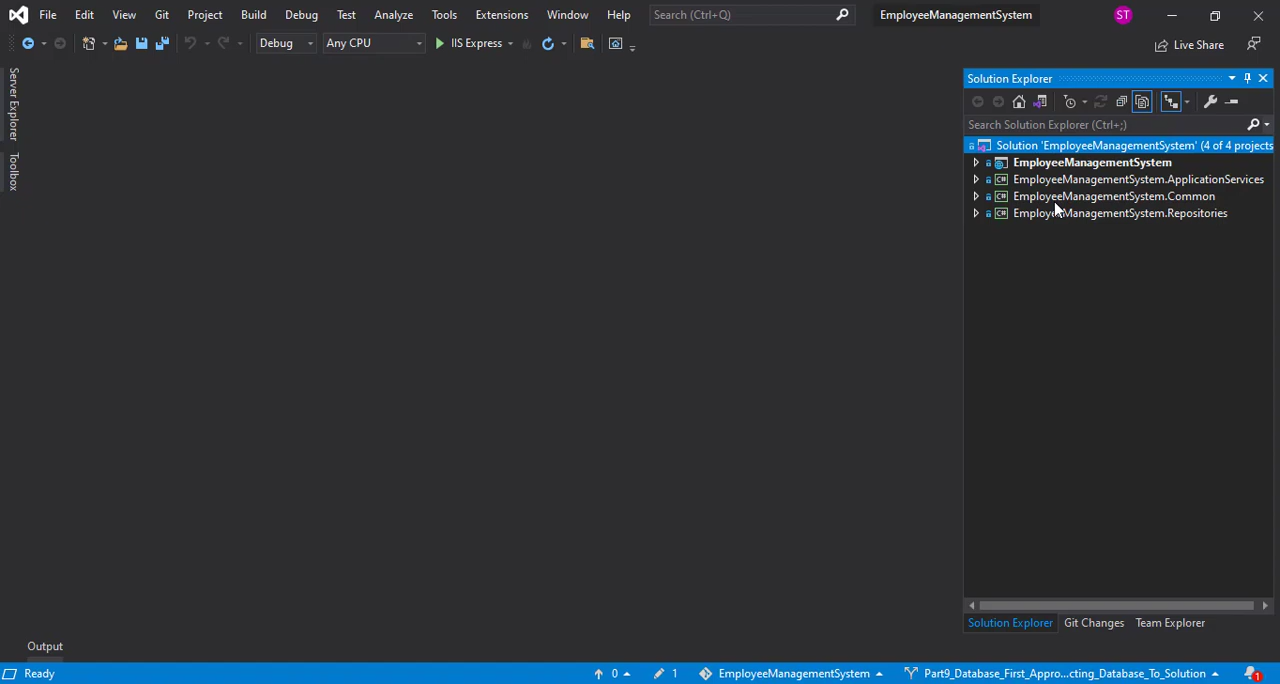 File Edit View Git Project Build Debug Test Analyze Tools Extensions Window Help Search (Ctrl+Q) EmployeeManagementSystem ST
Debug Any CPU IIS Express Live Share
Server Explorer
Toolbox
Solution Explorer
Search Solution Explorer (Ctrl+;)
Solution 'EmployeeManagementSystem' (4 of 4 projects
EmployeeManagementSystem
C# EmployeeManagementSystem.ApplicationServices
C# EmployeeManagementSystem.Common
C# EmployeeManagementSystem.Repositories
Solution Explorer Git Changes Team Explorer
Output
Ready 0 1 EmployeeManagementSystem Part9_Database_First_Appro...cting_Database_To_Solution 1